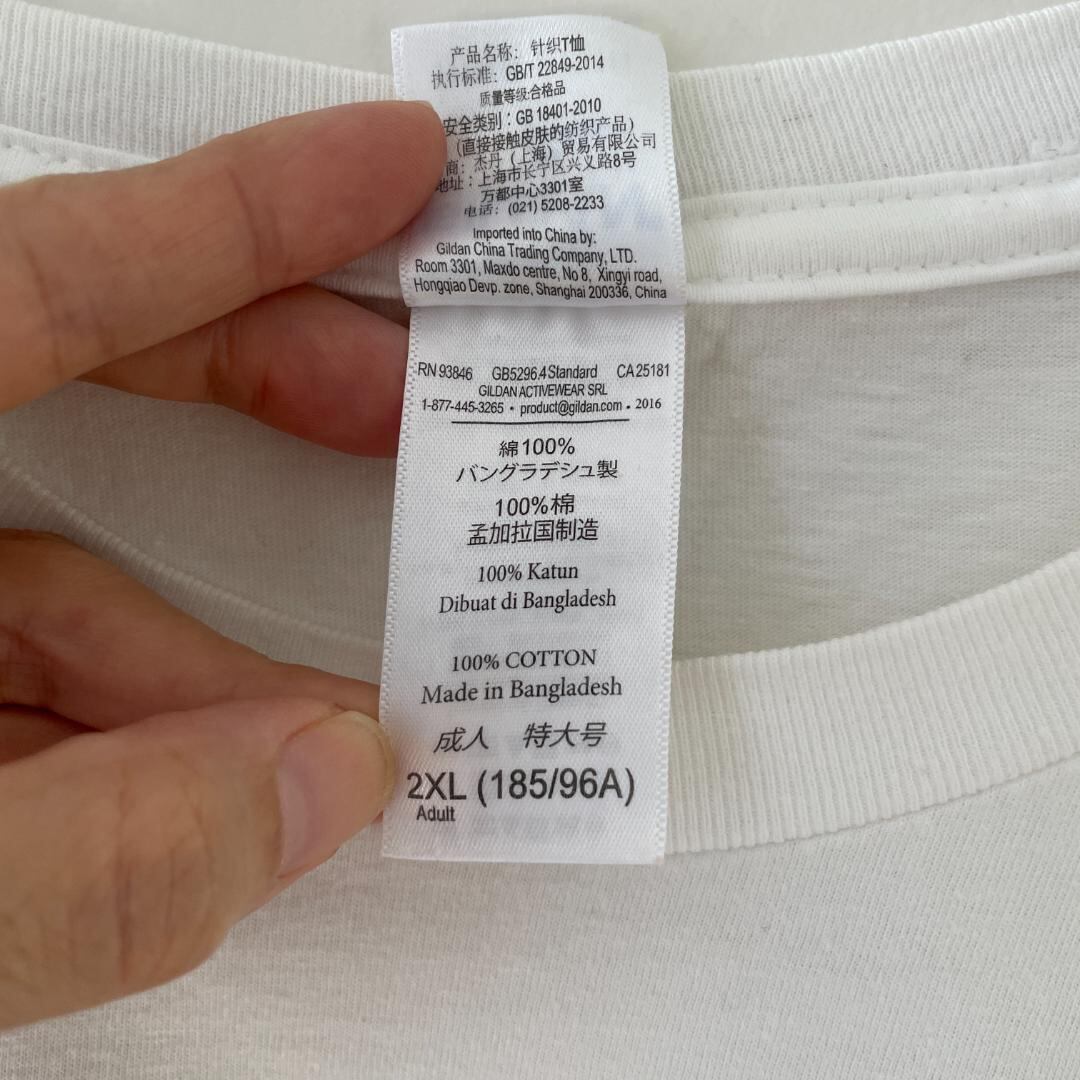 产品名称: 针织T恤
执行标准: GB/T 22849-2014
质量等级:合格品
安全类别: GB 18401-2010
(直接接触皮肤的纺织产品)
商: 杰丹 (上海) 贸易有限公司
地址: 上海市长宁区兴义路8号
万都中心3301室
电话: (021) 5208-2233
Imported into China by:
Gildan China Trading Company, LTD.
Room 3301, Maxdo centre, No 8, Xingyi road,
Hongqiao Devp. zone, Shanghai 200336, China
RN 93846 GB5296.4 Standard CA 25181
GILDAN ACTIVEWEAR SRL
1-877-445-3265 • product@gildan.com • 2016
綿100%
バングラデシュ製
100%棉
孟加拉国制造
100% Katun
Dibuat di Bangladesh
100% COTTON
Made in Bangladesh
成人 特大号
2XL (185/96A)
Adult